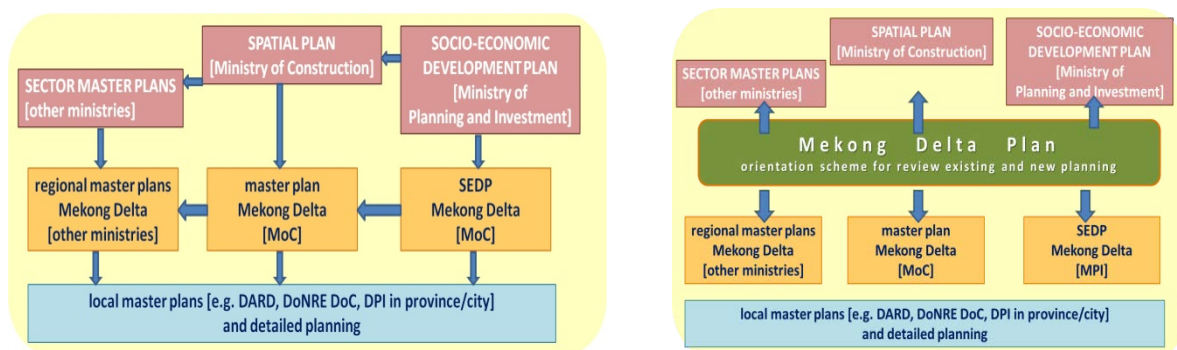 SPATIAL PLAN
[Ministry of Construction]
SOCIO-ECONOMIC
DEVELOPMENT PLAN
[Ministry of
Planning and Investment]
SECTOR MASTER PLANS
[other ministries]
regional master plans
Mekong Delta
[other ministries]
master plan
Mekong Delta
[MoC]
SEDP
Mekong Delta
[MoC]
local master plans [e.g. DARD, DoNRE DoC, DPI in province/city]
and detailed planning
SPATIAL PLAN
[Ministry of Construction]
SOCIO-ECONOMIC
DEVELOPMENT PLAN
[Ministry of
Planning and Investment]
SECTOR MASTER PLANS
[other ministries]
Mekong Delta Plan
orientation scheme for review existing and new planning
regional master plans
Mekong Delta
[other ministries]
master plan
Mekong Delta
[MoC]
SEDP
Mekong Delta
[MPI]
local master plans [e.g. DARD, DoNRE DoC, DPI in province/city]
and detailed planning